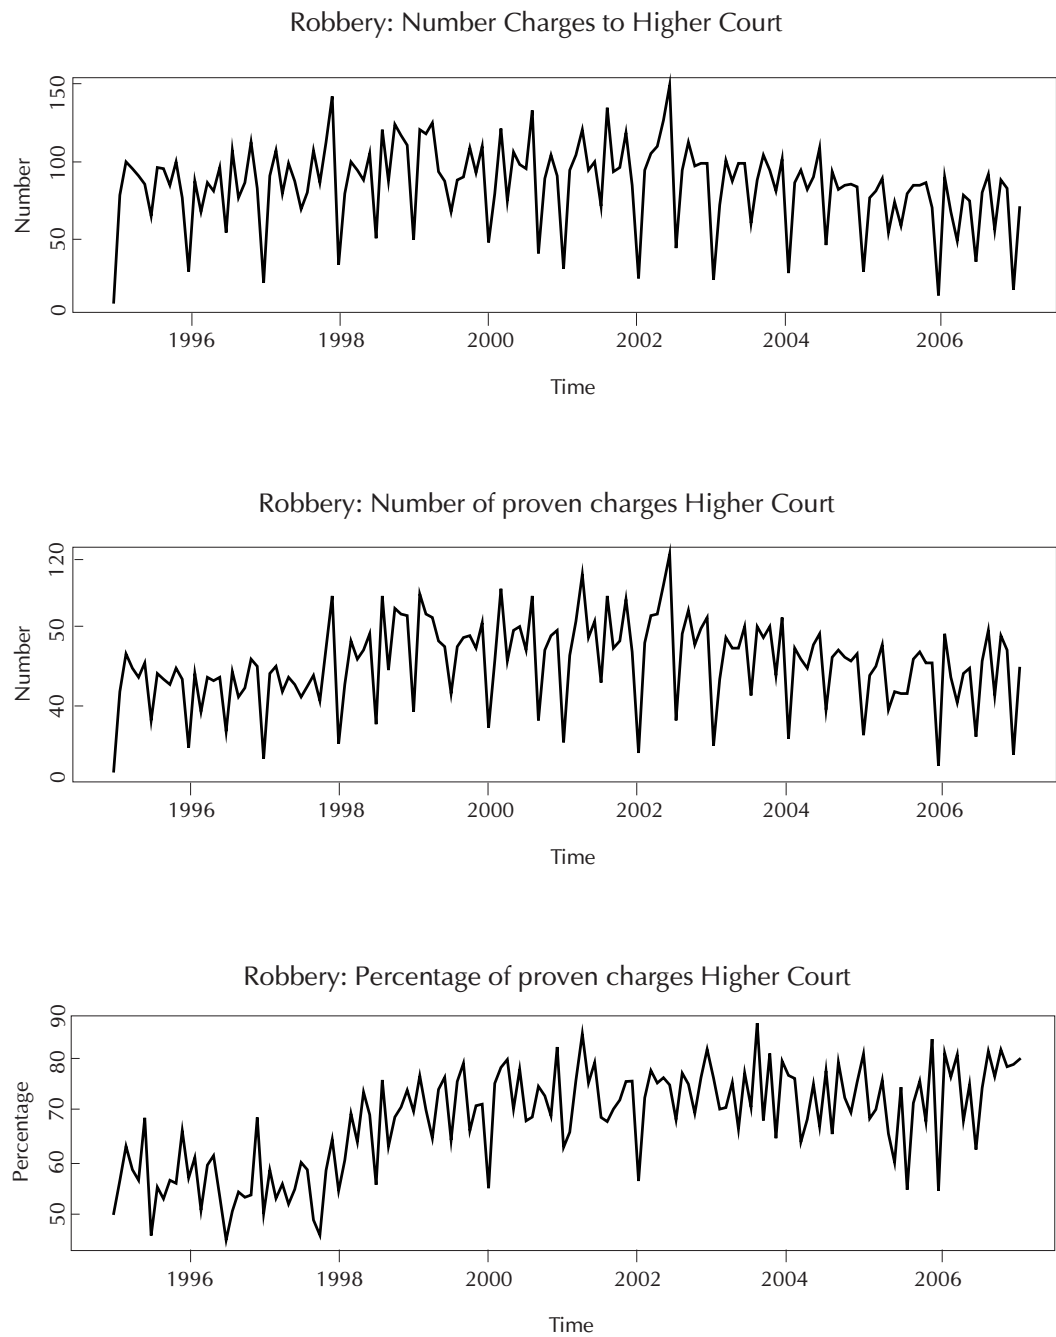 Robbery: Number Charges to Higher Court
150
100
50
0
Number
1996 1998 2000 2002 2004 2006
Time
Robbery: Number of proven charges Higher Court
120
50
40
0
Number
1996 1998 2000 2002 2004 2006
Time
Robbery: Percentage of proven charges Higher Court
90
80
70
60
50
Percentage
1996 1998 2000 2002 2004 2006
Time